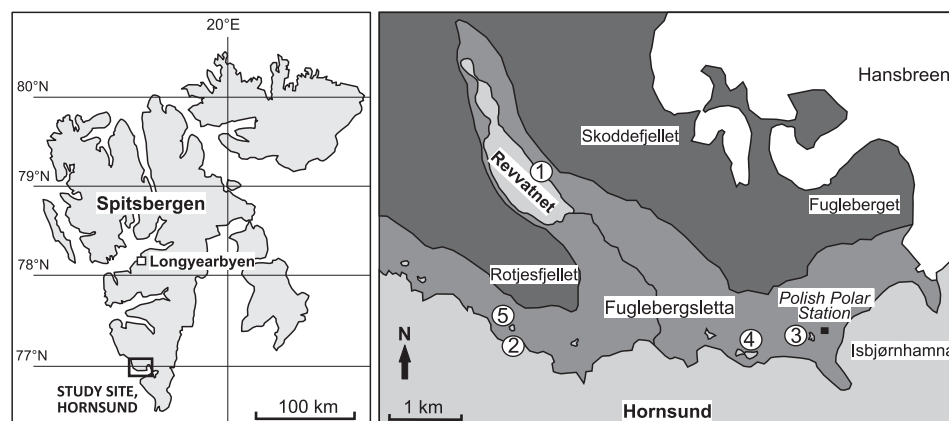 20°E
80°N
79°N
Spitsbergen
Longyearbyen
78°N
77°N
STUDY SITE,
HORNSUND
100 km
Hansbreen
Skoddefjellet
1
Revvatnet
Fugleberget
Rotjesfjellet
Fuglebergsletta
Polish Polar
Station
5
2
4
3
N
Isbjørnhamna
1 km
Hornsund